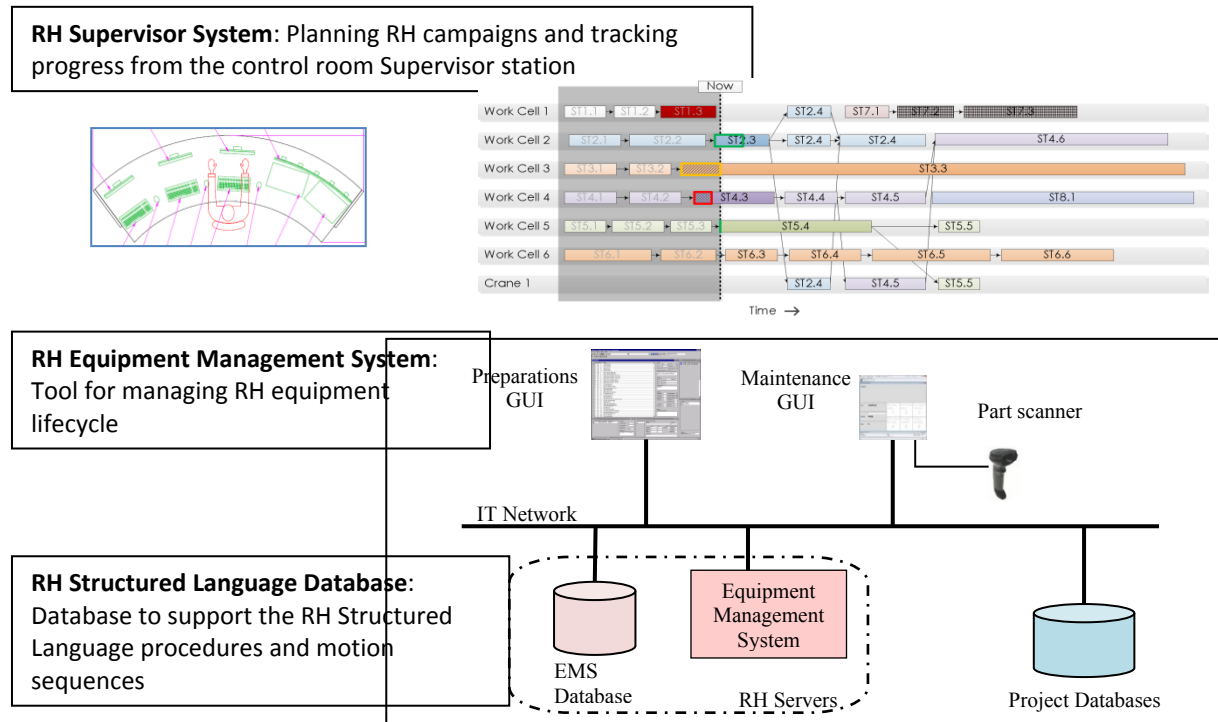 RH Supervisor System: Planning RH campaigns and tracking
progress from the control room Supervisor station
Now
Work Cell 1 ST1.1 ST1.2 ST1.3 ST2.4 ST7.1 ST7.2 ST7.3
Work Cell 2 ST2.1 ST2.2 ST2.3 ST2.4 ST2.4 ST4.6
Work Cell 3 ST3.1 ST3.2 ST3.3
Work Cell 4 ST4.1 ST4.2 ST4.3 ST4.4 ST4.5 ST8.1
Work Cell 5 ST5.1 ST5.2 ST5.3 ST5.4 ST5.5
Work Cell 6 ST6.1 ST6.2 ST6.3 ST6.4 ST6.5 ST6.6
Crane 1 ST2.4 ST4.5 ST5.5
Time
RH Equipment Management System:
Tool for managing RH equipment
lifecycle
Preparations
GUI
Maintenance
GUI
Part scanner
IT Network
RH Structured Language Database:
Database to support the RH Structured
Language procedures and motion
sequences
EMS
Database
Equipment
Management
System
RH Servers
Project Databases